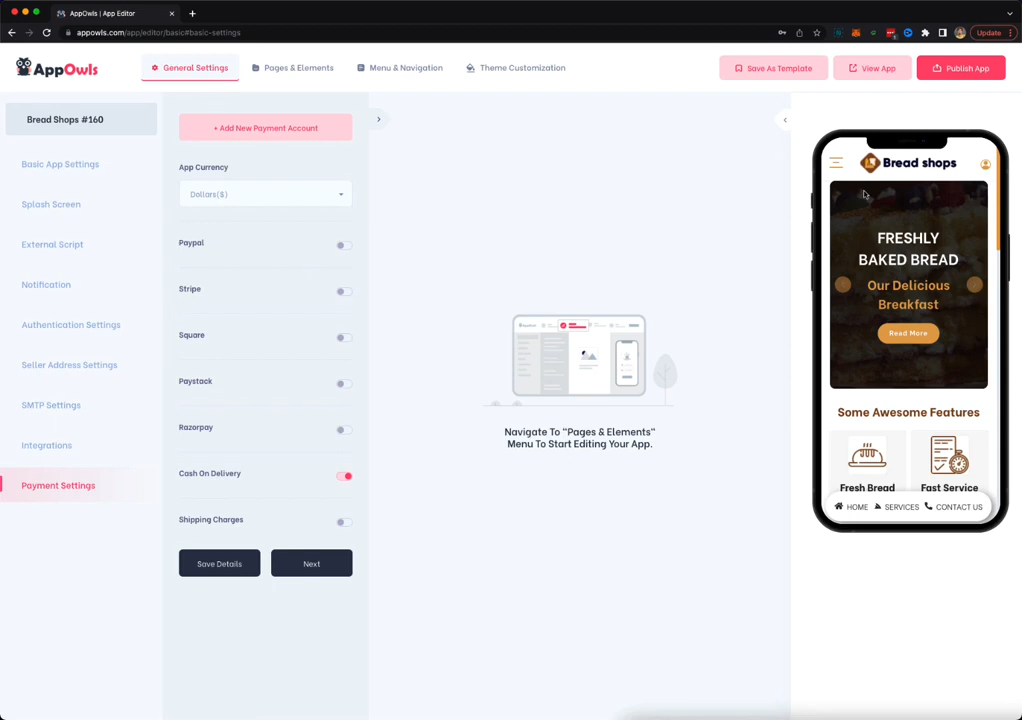 AppOwls | App Editor
appowls.com/app/editor/basic#basic-settings
Update
AppOwls
General Settings
Pages & Elements
Menu & Navigation
Theme Customization
Save As Template
View App
Publish App
Bread Shops #160
Basic App Settings
Splash Screen
External Script
Notification
Authentication Settings
Seller Address Settings
SMTP Settings
Integrations
Payment Settings
+ Add New Payment Account
App Currency
Dollars($)
Paypal
Stripe
Square
Paystack
Razorpay
Cash On Delivery
Shipping Charges
Save Details
Next
Navigate To "Pages & Elements"
Menu To Start Editing Your App.
Bread shops
FRESHLY
BAKED BREAD
Our Delicious
Breakfast
Read More
Some Awesome Features
Fresh Bread
Fast Service
HOME
SERVICES
CONTACT US